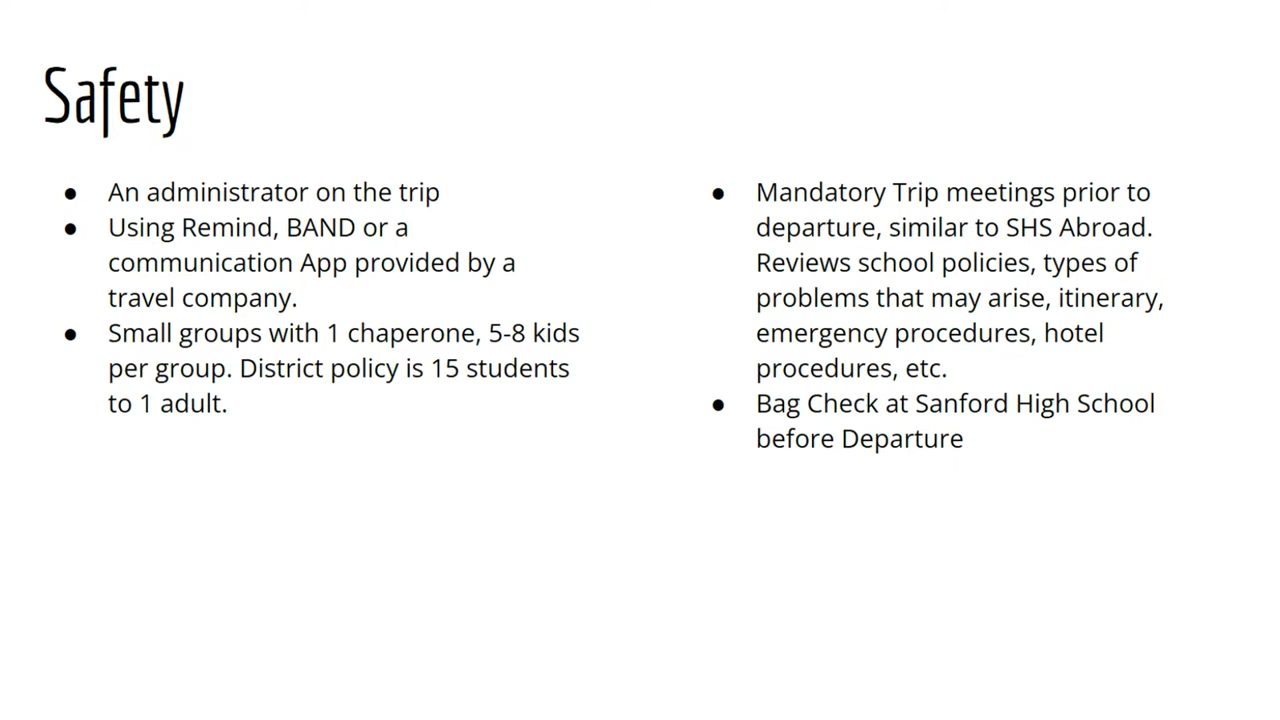 Safety
● An administrator on the trip
● Using Remind, BAND or a
communication App provided by a
travel company.
● Small groups with 1 chaperone, 5-8 kids
per group. District policy is 15 students
to 1 adult.
● Mandatory Trip meetings prior to
departure, similar to SHS Abroad.
Reviews school policies, types of
problems that may arise, itinerary,
emergency procedures, hotel
procedures, etc.
● Bag Check at Sanford High School
before Departure